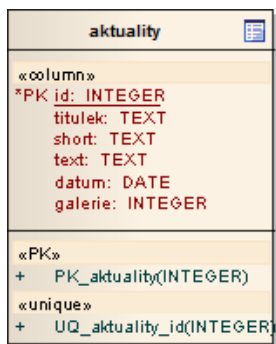 aktuality
«column»
*PK id: INTEGER
titulek: TEXT
short: TEXT
text: TEXT
datum: DATE
galerie: INTEGER
«PK»
+ PK_aktuality(INTEGER)
«unique»
+ UQ_aktuality_id(INTEGER)